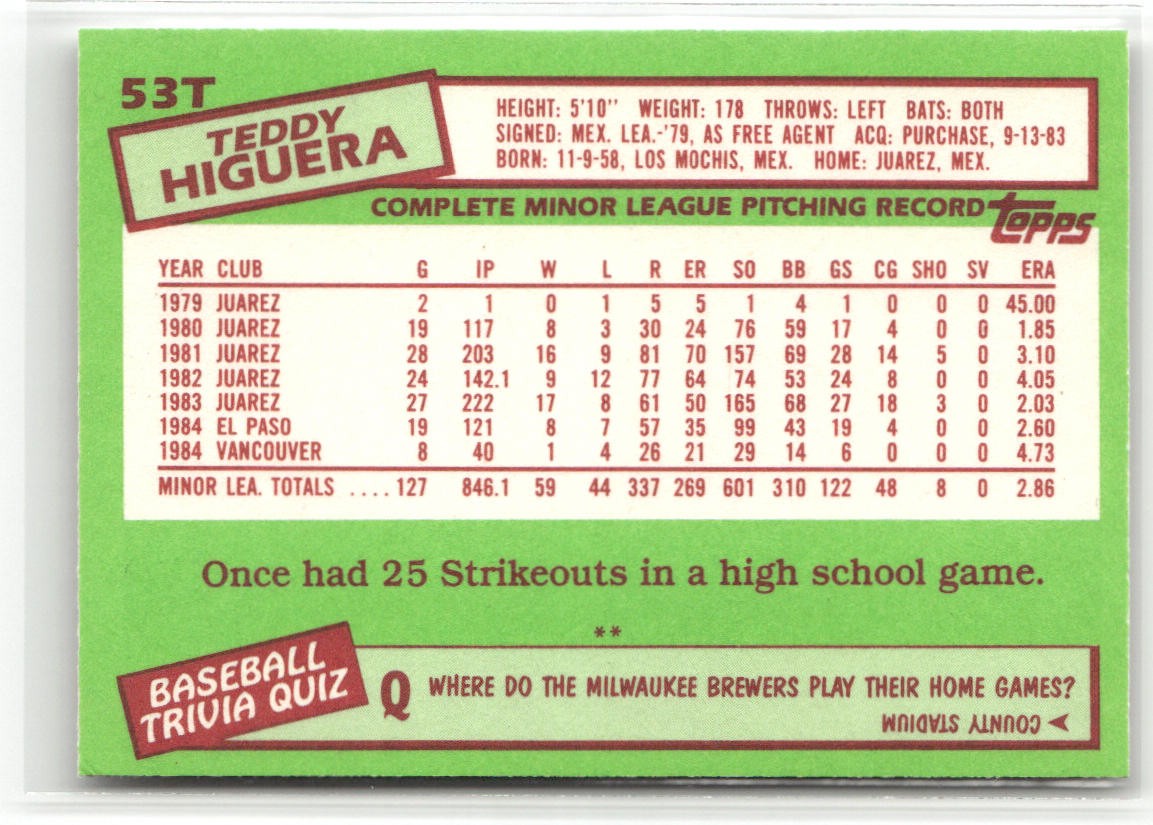 53T
TEDDY
HIGUERA
HEIGHT: 5'10" WEIGHT: 178 THROWS: LEFT BATS: BOTH
SIGNED: MEX. LEA.-'79, AS FREE AGENT ACQ: PURCHASE, 9-13-83
BORN: 11-9-58, LOS MOCHIS, MEX. HOME: JUAREZ, MEX.
COMPLETE MINOR LEAGUE PITCHING RECORD topps
YEAR CLUB G IP W L R ER SO BB GS CG SHO SV ERA
1979 JUAREZ 2 1 0 1 5 5 1 4 1 0 0 0 45.00
1980 JUAREZ 19 117 8 3 30 24 76 59 17 4 0 0 1.85
1981 JUAREZ 28 203 16 9 81 70 157 69 28 14 5 0 3.10
1982 JUAREZ 24 142.1 9 12 77 64 74 53 24 8 0 0 4.05
1983 JUAREZ 27 222 17 8 61 50 165 68 27 18 3 0 2.03
1984 EL PASO 19 121 8 7 57 35 99 43 19 4 0 0 2.60
1984 VANCOUVER 8 40 1 4 26 21 29 14 6 0 0 0 4.73
MINOR LEA. TOTALS .... 127 846.1 59 44 337 269 601 310 122 48 8 0 2.86
Once had 25 Strikeouts in a high school game.
**
BASEBALL
TRIVIA QUIZ
Q WHERE DO THE MILWAUKEE BREWERS PLAY THEIR HOME GAMES?
COUNTY STADIUM